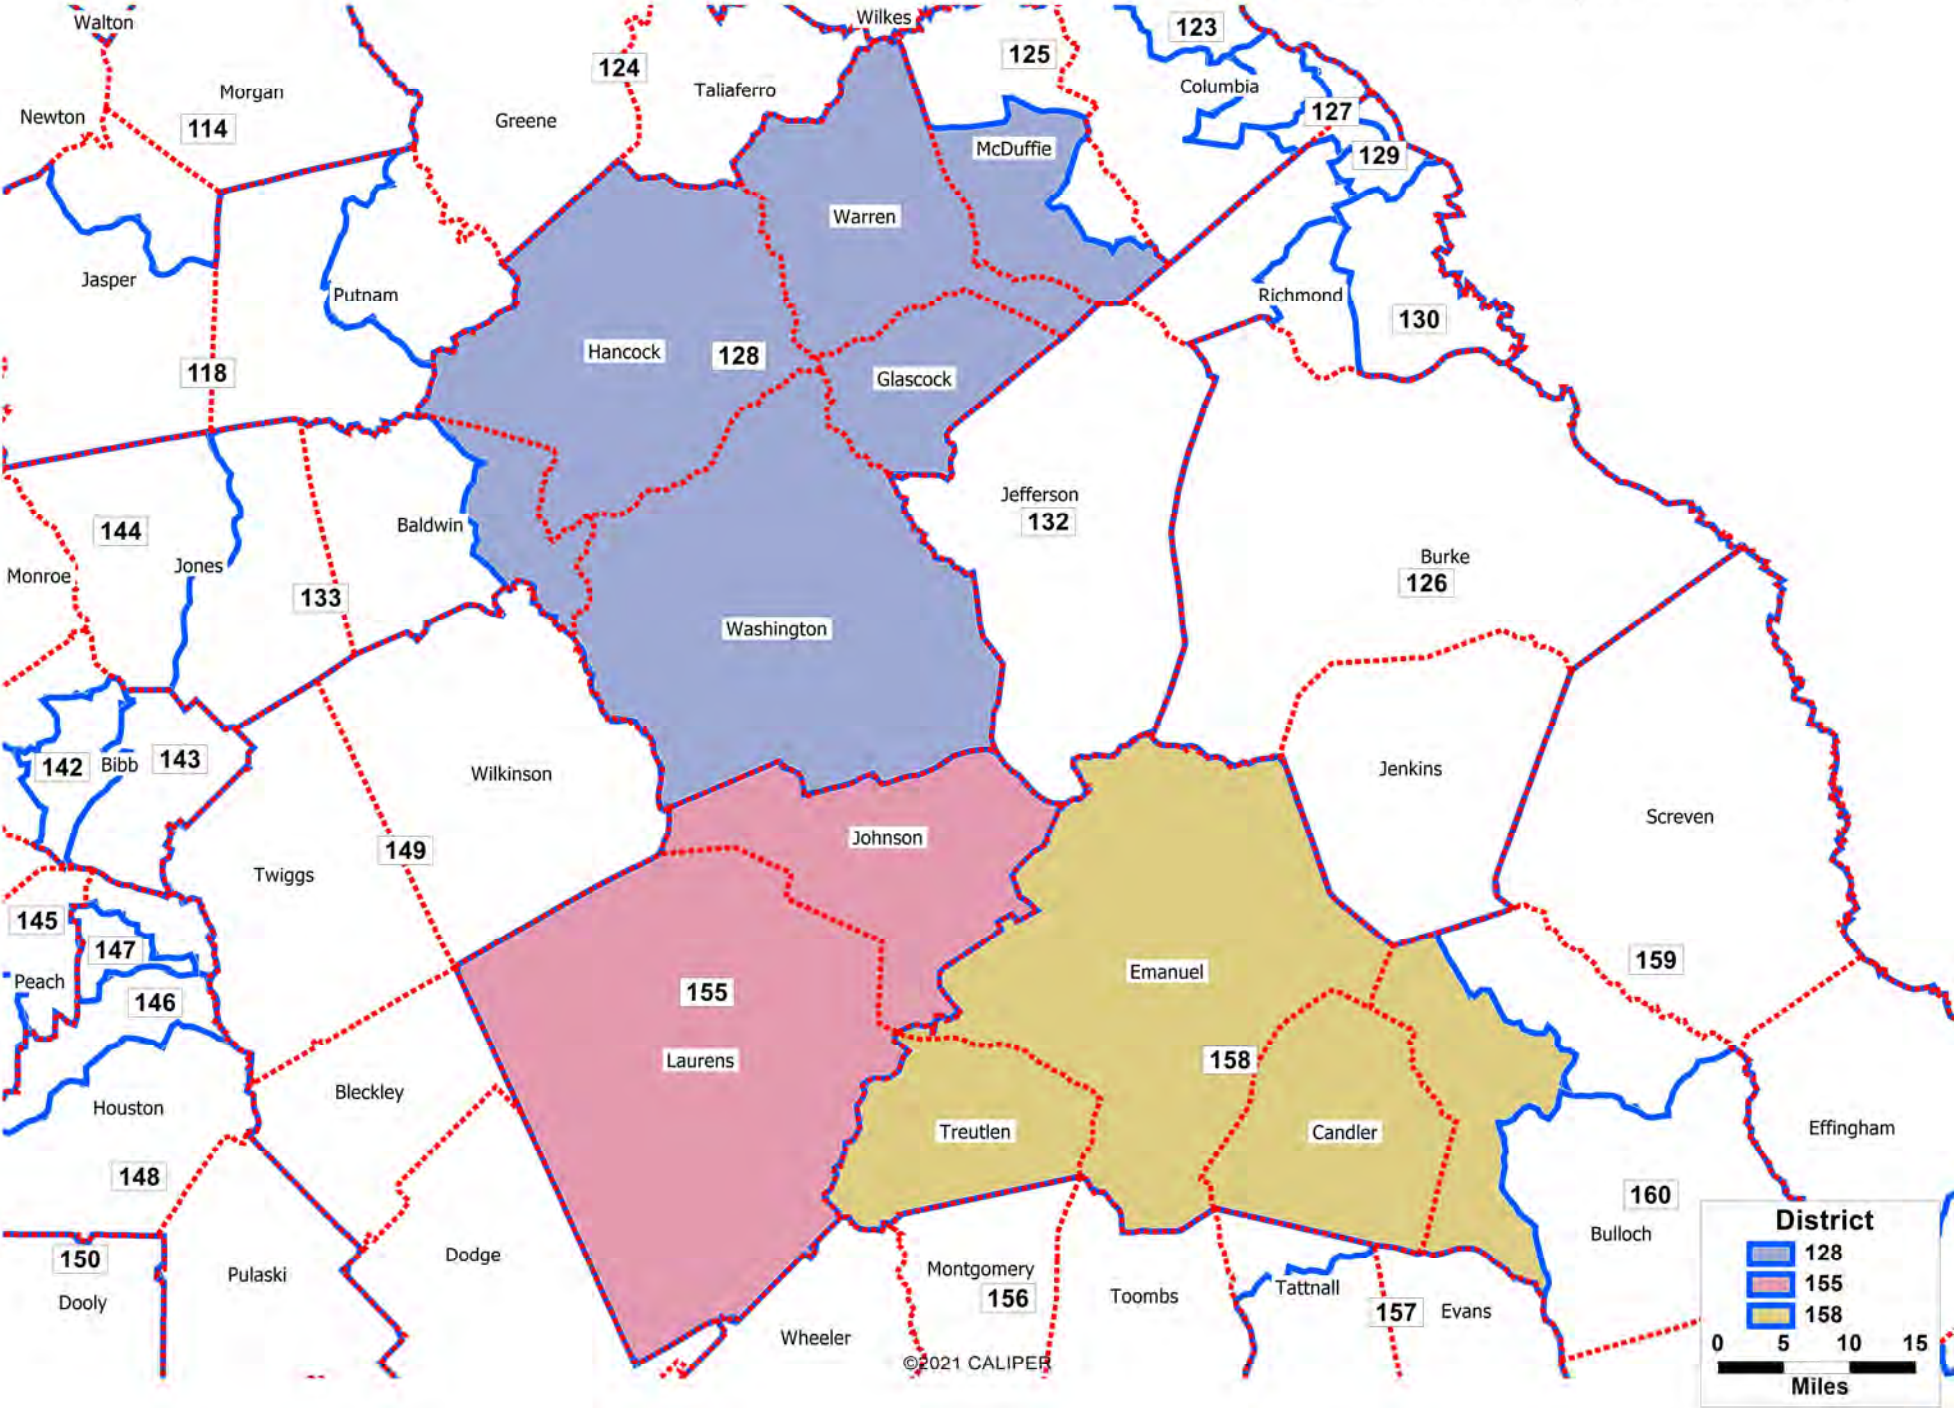 Walton
Wilkes
123
125
124
Columbia
Morgan
Taliaferro
Newton
114
Greene
127
McDuffie
129
Warren
Jasper
Putnam
Richmond
130
Hancock
128
118
Glascock
Jefferson
132
144
Baldwin
Jones
Monroe
133
Burke
126
Washington
142
Bibb
143
Wilkinson
Jenkins
Screven
Johnson
149
Twiggs
145
147
Peach
146
155
Emanuel
159
Laurens
158
Bleckley
Houston
Treutlen
Candler
Effingham
148
160
150
Dodge
Bulloch
Pulaski
Dooly
Montgomery
156
Toombs
Tattnall
157
Evans
Wheeler
©2021 CALIPER
District
128
155
158
0 5 10 15
Miles